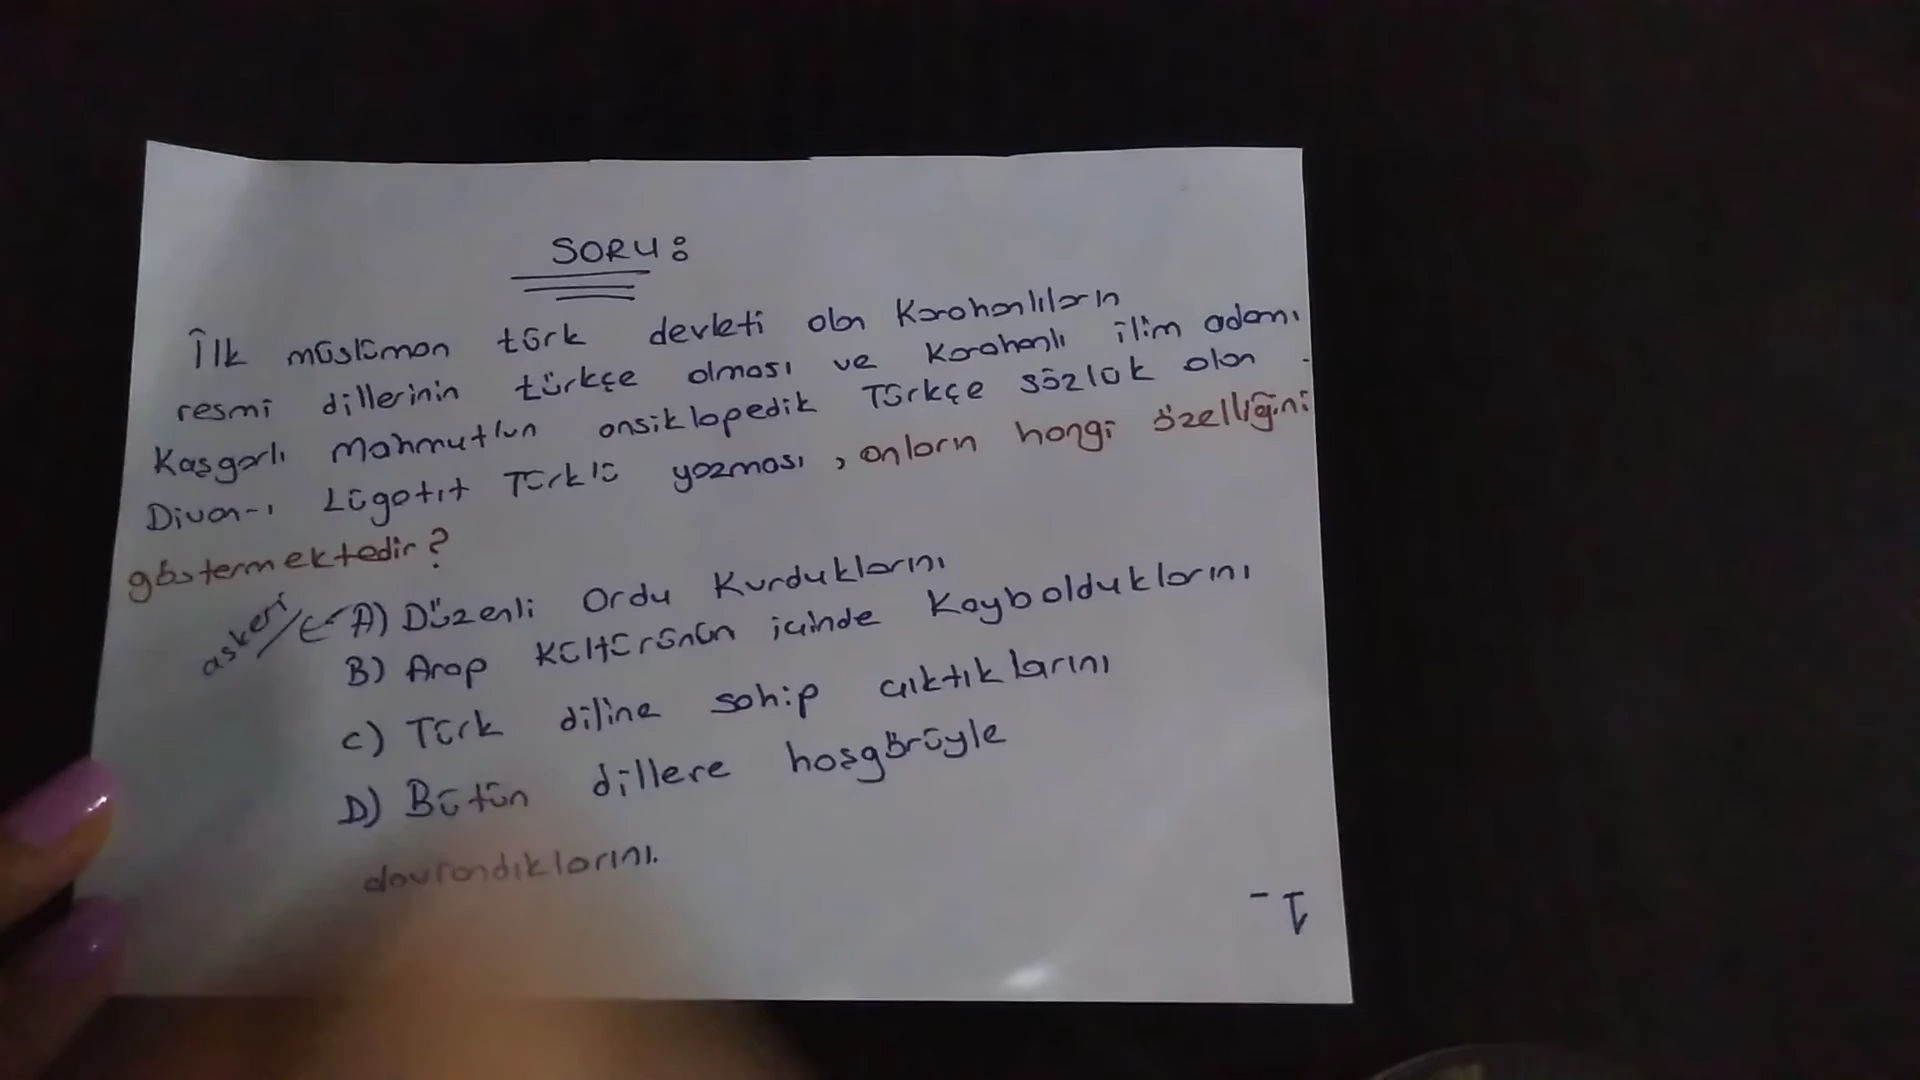 SORU:
İlk müslüman türk devleti olan Karahanlıların
resmi dillerinin türkçe olması ve Karahanlı ilim adamı
Kaşgarlı Mahmut'un ansiklopedik Türkçe sözlük olan
Divan-ı Lügatıt Türk'ü yazması, onların hangi özelliğini
göstermektedir?
askeri A) Düzenli Ordu Kurduklarını
B) Arap Kültürünün içinde Kaybolduklarını
C) Türk diline sahip çıktıklarını
D) Bütün dillere hoşgörüyle
davrandıklarını.